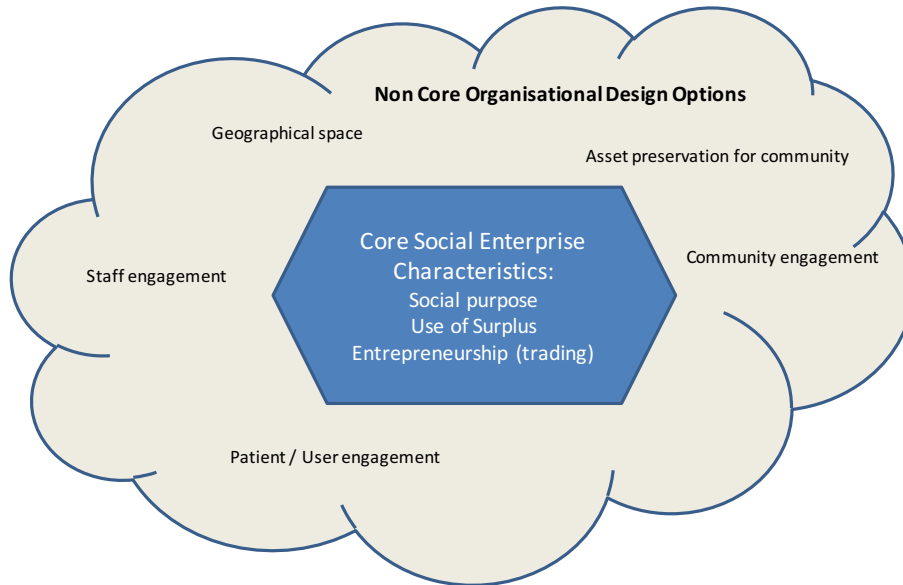 Non Core Organisational Design Options
Geographical space
Asset preservation for community
Core Social Enterprise
Characteristics:
Social purpose
Use of Surplus
Entrepreneurship (trading)
Community engagement
Staff engagement
Patient / User engagement